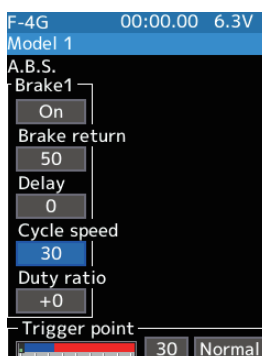 F-4G 00:00.00 6.3V
Model 1
A.B.S.
Brake1
On
Brake return
50
Delay
0
Cycle speed
30
Duty ratio
+0
Trigger point
30 Normal